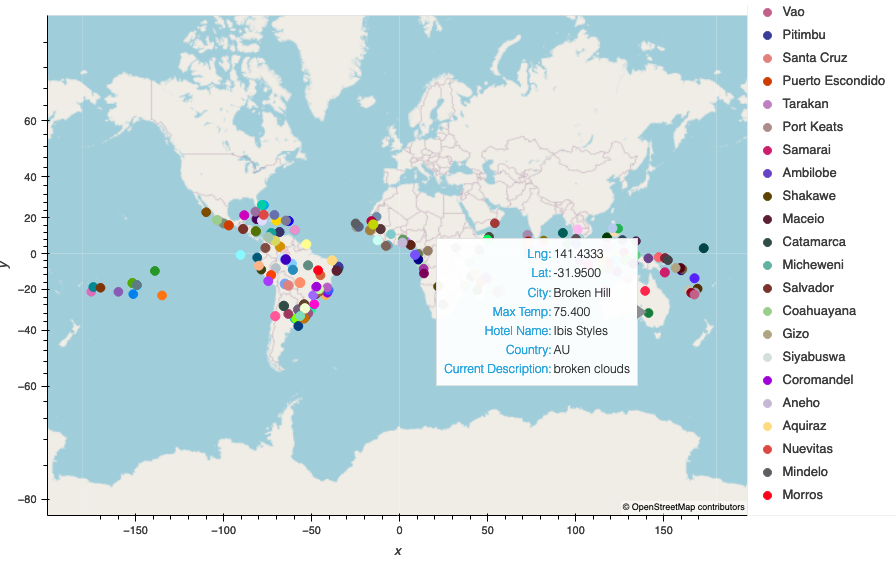 60
40
20
0
−20
−40
−60
−80
y
−150
−100
−50
0
50
100
150
x
Lng: 141.4333
Lat: -31.9500
City: Broken Hill
Max Temp: 75.400
Hotel Name: Ibis Styles
Country: AU
Current Description: broken clouds
© OpenStreetMap contributors
Vao
Pitimbu
Santa Cruz
Puerto Escondido
Tarakan
Port Keats
Samarai
Ambilobe
Shakawe
Maceio
Catamarca
Micheweni
Salvador
Coahuayana
Gizo
Siyabuswa
Coromandel
Aneho
Aquiraz
Nuevitas
Mindelo
Morros